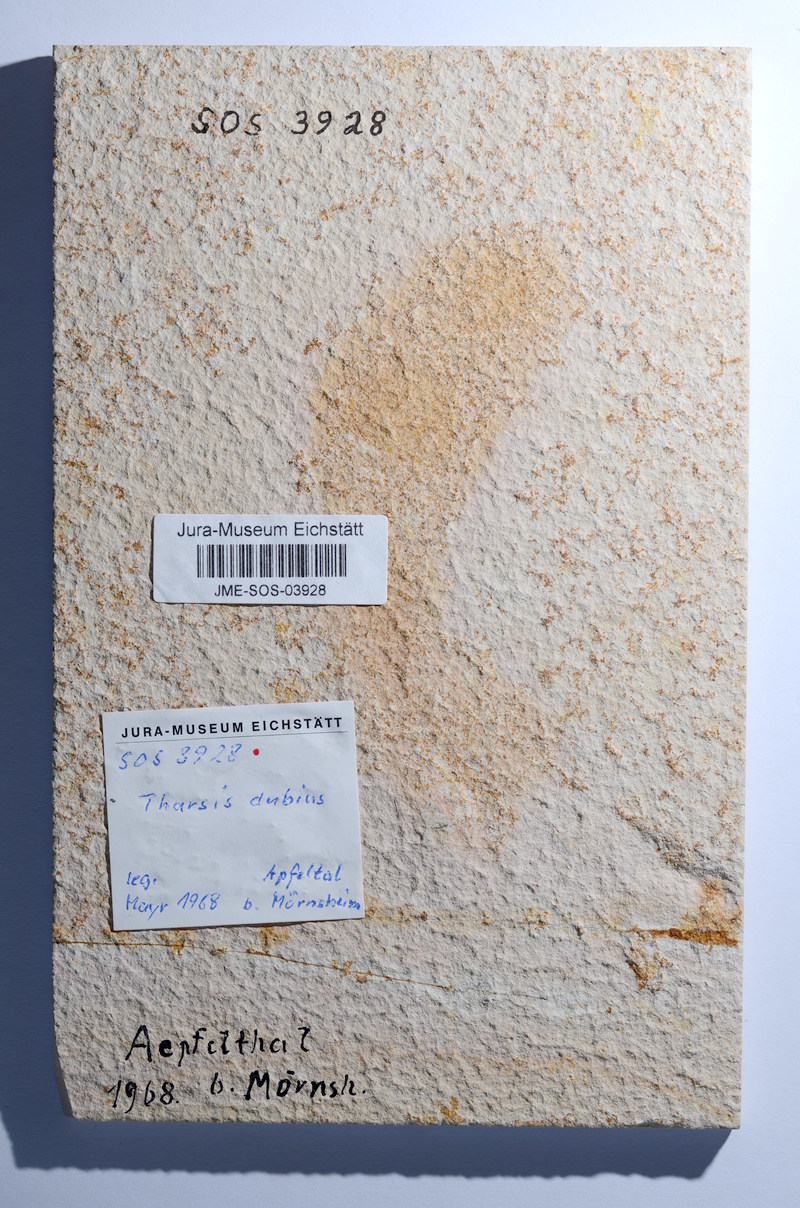 SOS 3928
Jura-Museum Eichstätt
JME-SOS-03928
JURA-MUSEUM EICHSTÄTT
SOS 3928
Tharsis dubius
leg. Apfeltal
Mayr 1968 b. Mörnsheim
Aepfelthal
1968. b. Mörnsh.